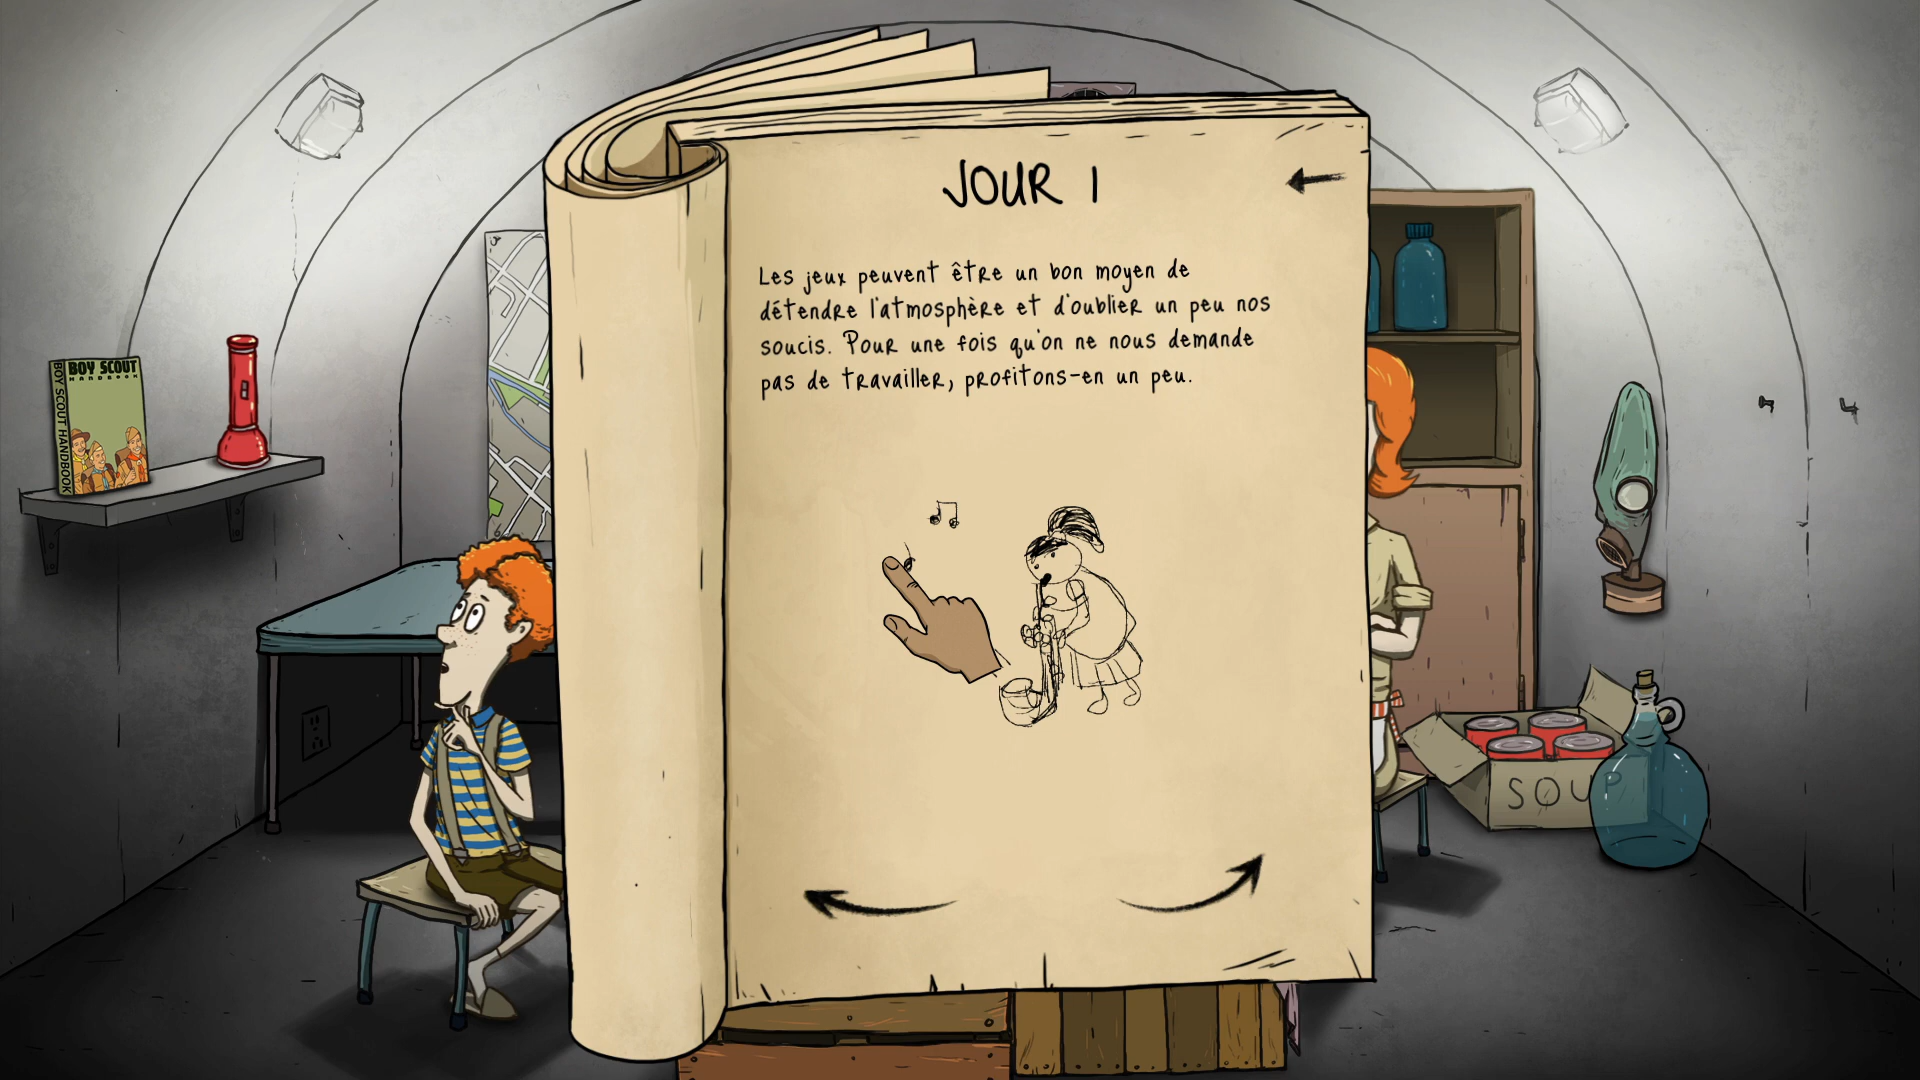 JOUR 1
Les jeux peuvent être un bon moyen de
détendre l'atmosphère et d'oublier un peu nos
soucis. Pour une fois qu'on ne nous demande
pas de travailler, profitons-en un peu.
BOY SCOUT
HANDBOOK
BOY SCOUT HANDBOOK
SOUP